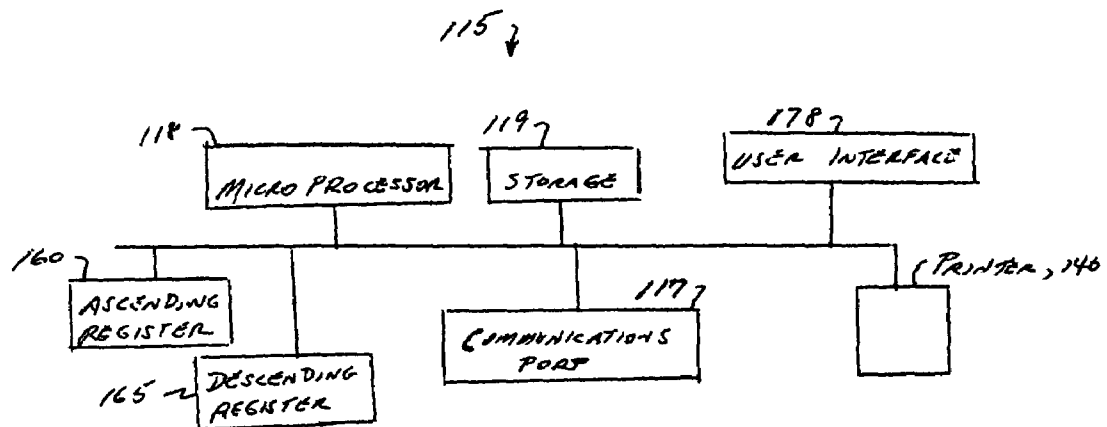 115
118
MICRO PROCESSOR
119
STORAGE
178
USER INTERFACE
160
ASCENDING
REGISTER
165
DESCENDING
REGISTER
117
COMMUNICATIONS
PORT
PRINTER, 146